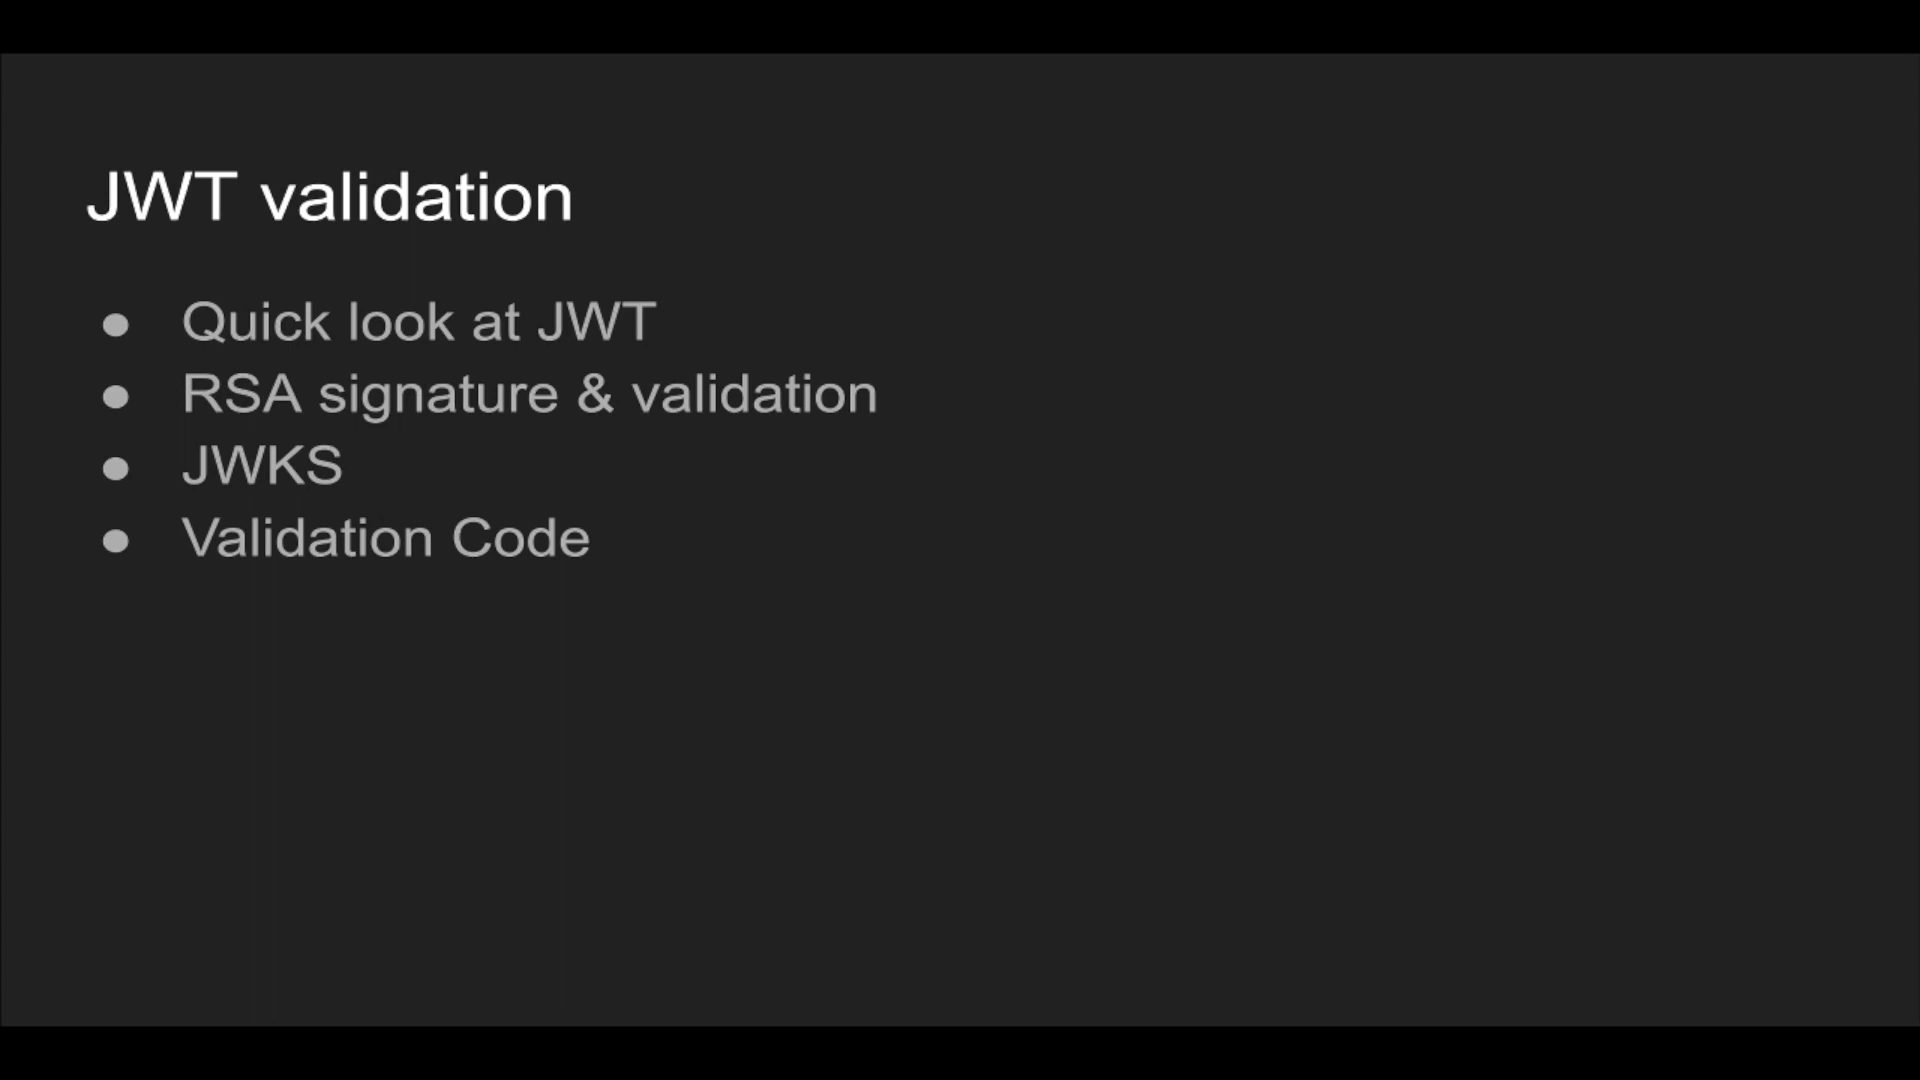 JWT validation
● Quick look at JWT
● RSA signature & validation
● JWKS
● Validation Code